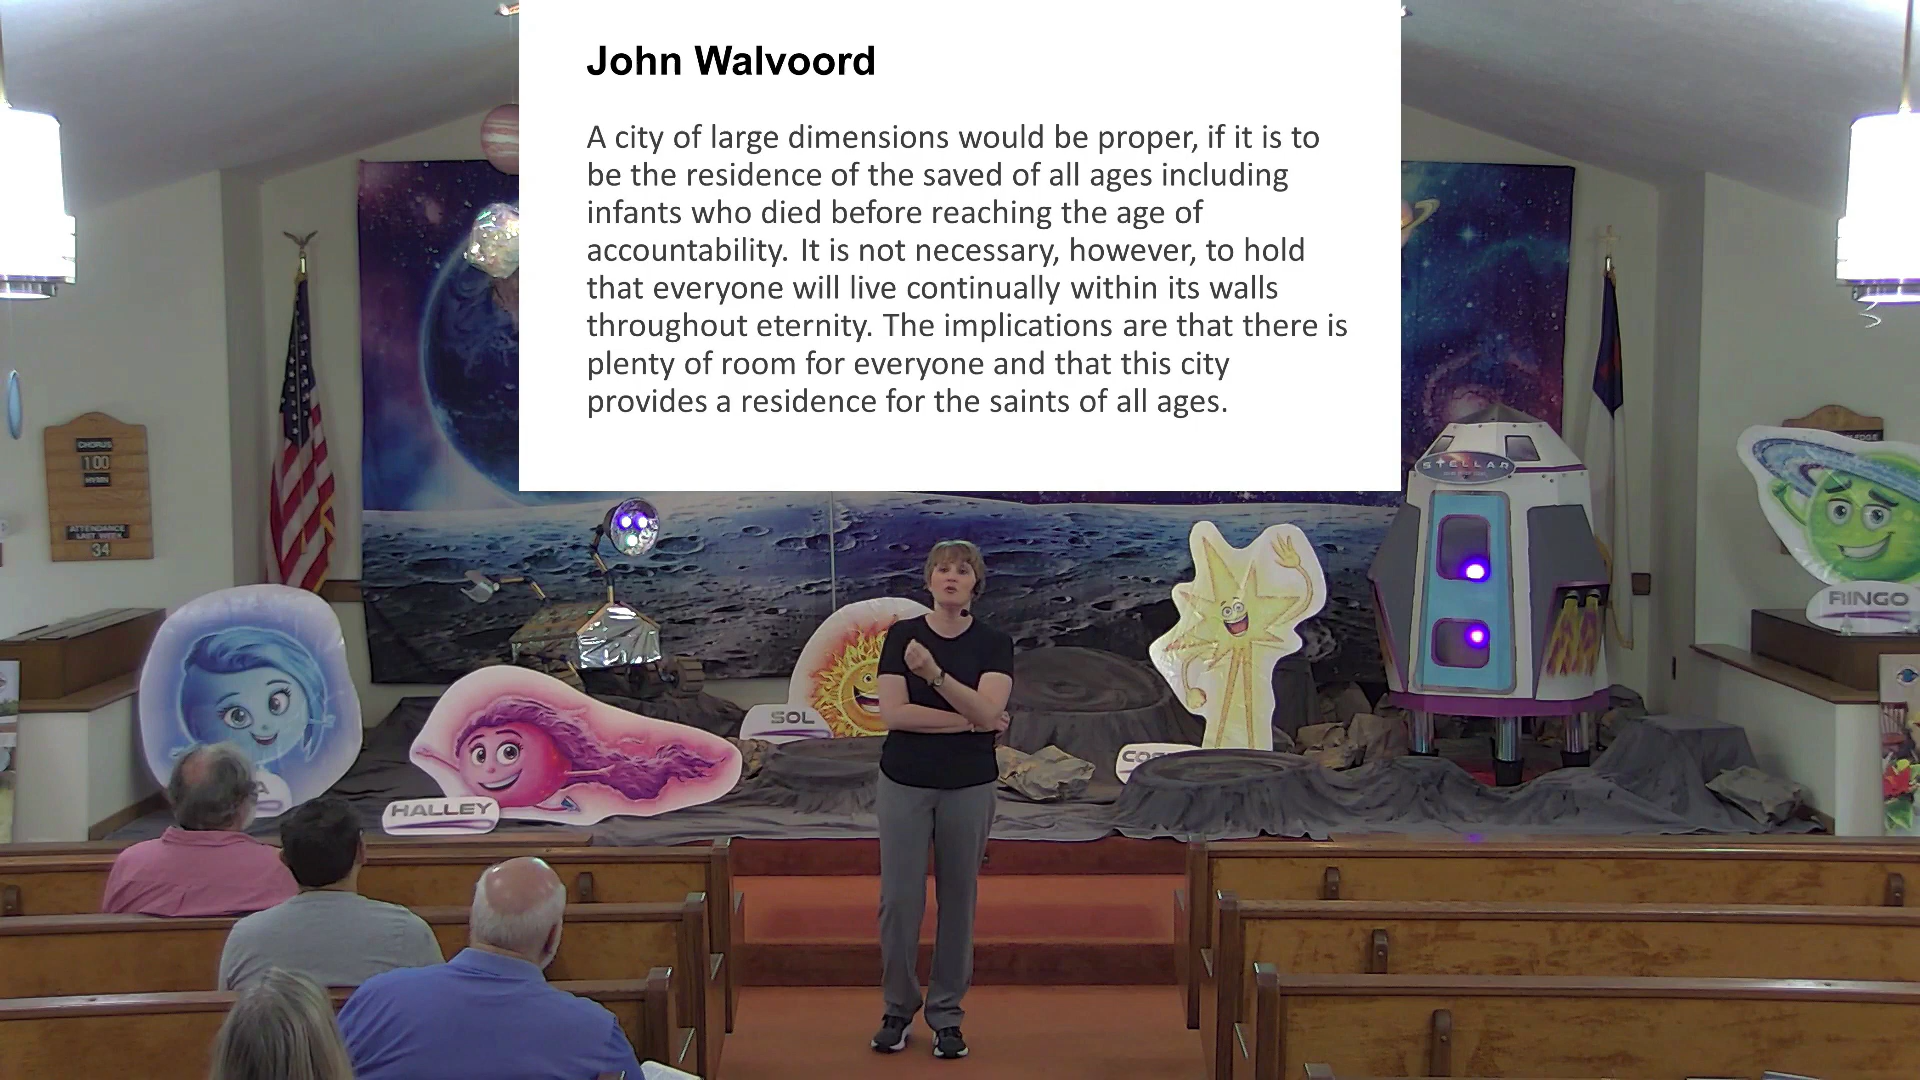 John Walvoord
A city of large dimensions would be proper, if it is to
be the residence of the saved of all ages including
infants who died before reaching the age of
accountability. It is not necessary, however, to hold
that everyone will live continually within its walls
throughout eternity. The implications are that there is
plenty of room for everyone and that this city
provides a residence for the saints of all ages.
CHORUS
100
HYMN
ATTENDANCE
LAST WEEK
34
STELLAR
RINGO
SOL
HALLEY